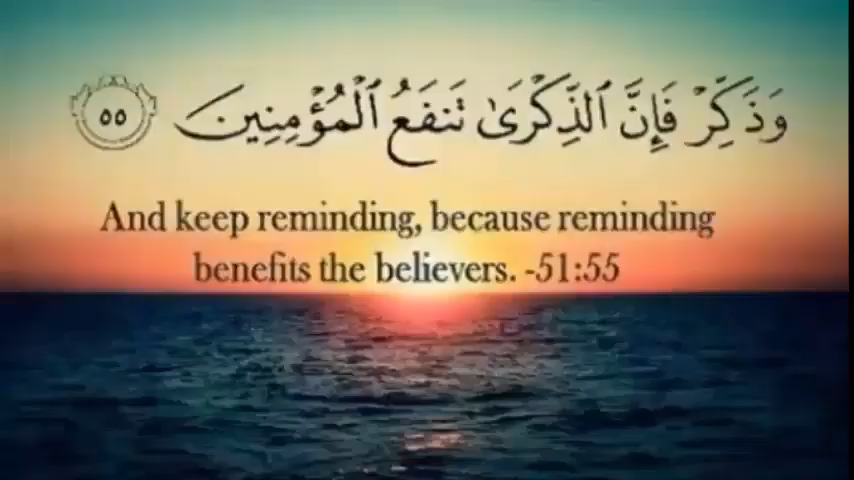 وَذَكِّرْ فَإِنَّ ٱلذِّكْرَىٰ تَنفَعُ ٱلْمُؤْمِنِينَ ٥٥
And keep reminding, because reminding
benefits the believers. -51:55